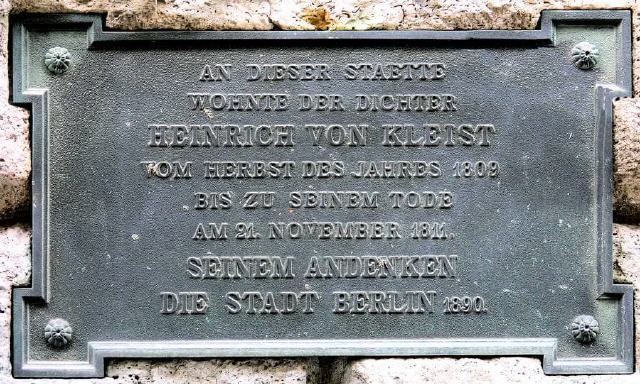 AN DIESER STAETTE
WOHNTE DER DICHTER
HEINRICH VON KLEIST
VOM HERBST DES JAHRES 1809
BIS ZU SEINEM TODE
AM 21. NOVEMBER 1811.
SEINEM ANDENKEN
DIE STADT BERLIN 1890.